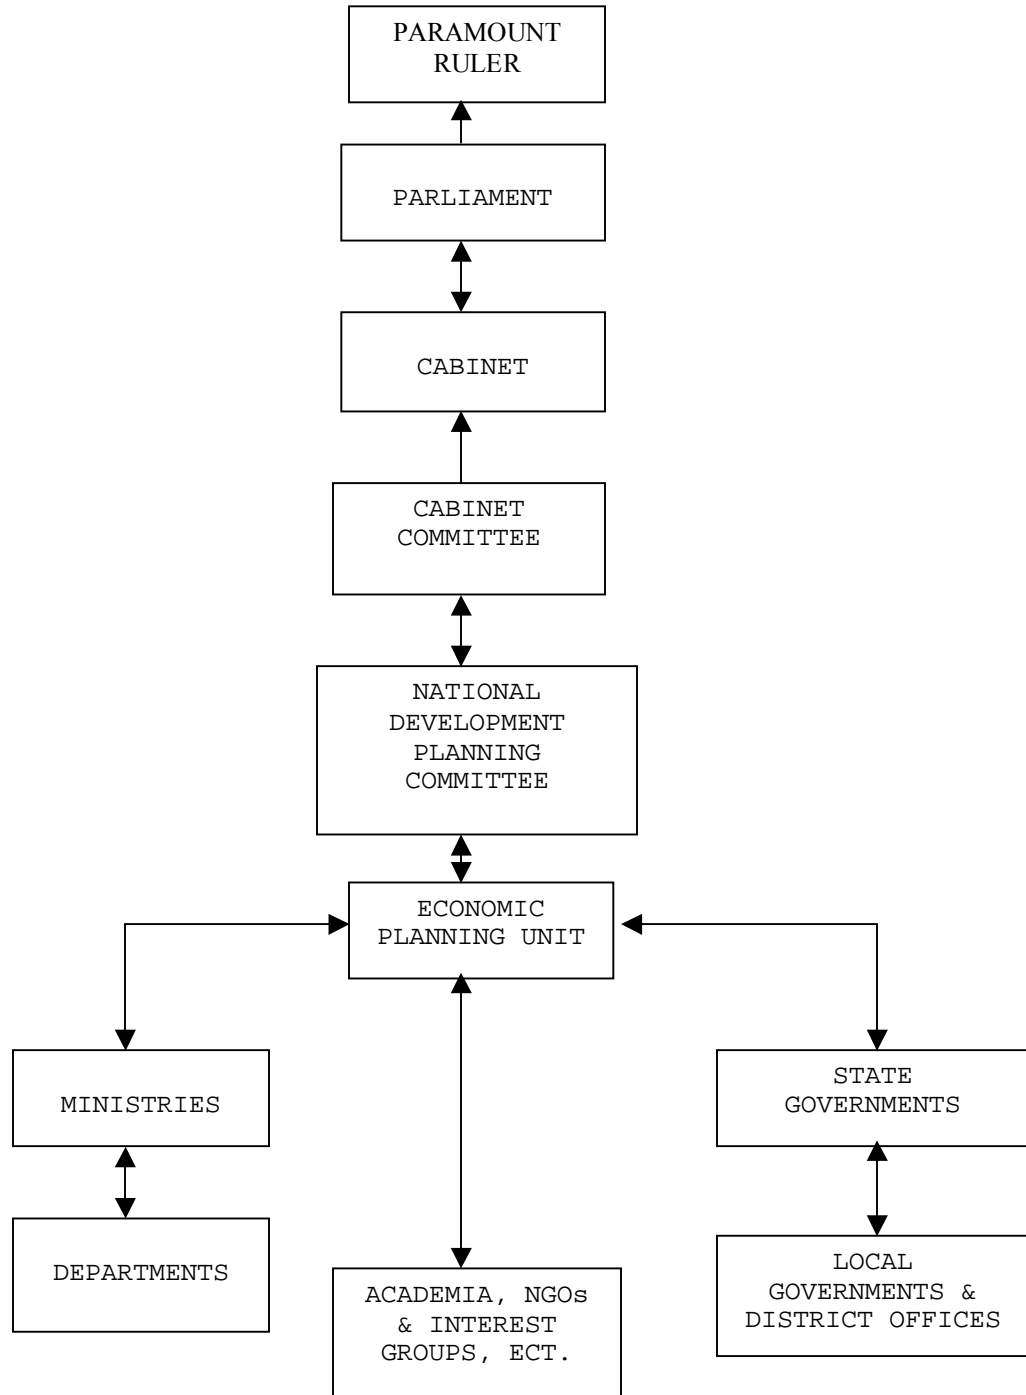 PARAMOUNT
RULER
PARLIAMENT
CABINET
CABINET
COMMITTEE
NATIONAL
DEVELOPMENT
PLANNING
COMMITTEE
ECONOMIC
PLANNING UNIT
MINISTRIES
STATE
GOVERNMENTS
DEPARTMENTS
ACADEMIA, NGOs
& INTEREST
GROUPS, ECT.
LOCAL
GOVERNMENTS &
DISTRICT OFFICES